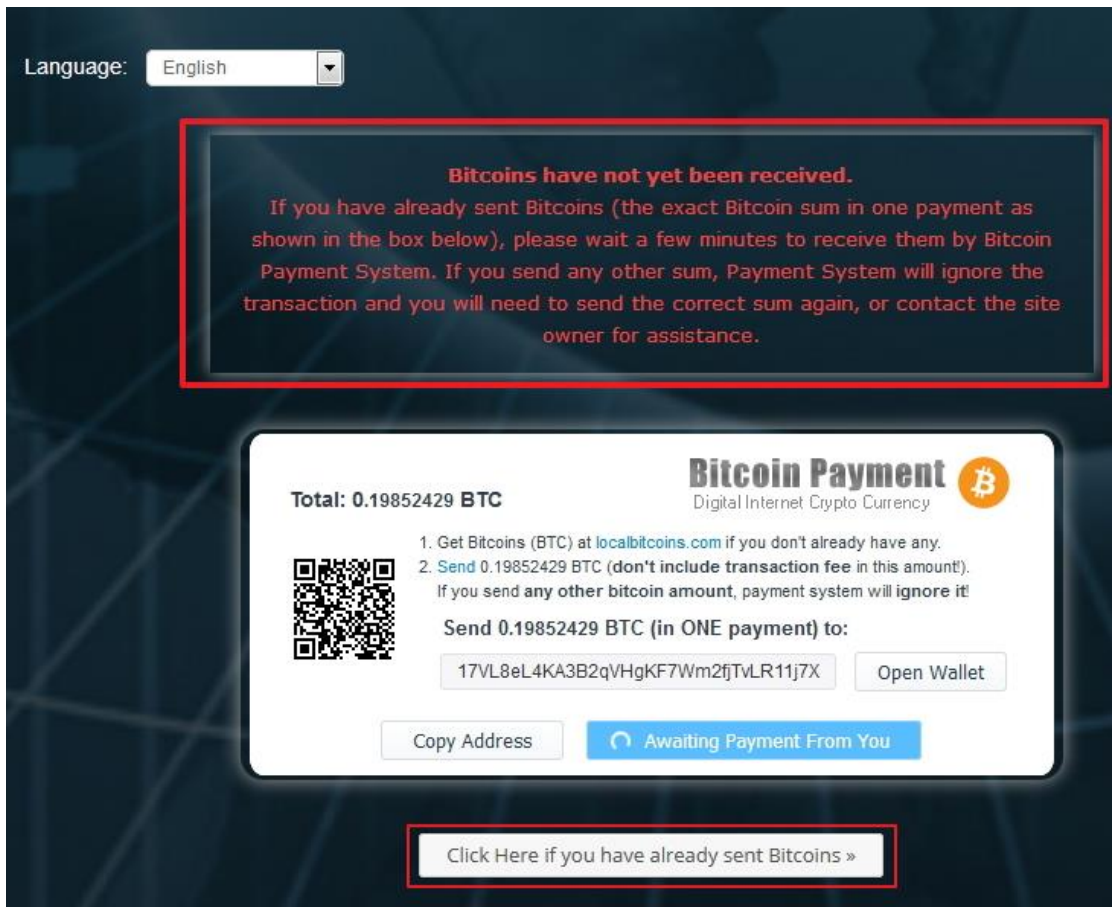 Language: English
Bitcoins have not yet been received.
If you have already sent Bitcoins (the exact Bitcoin sum in one payment as
shown in the box below), please wait a few minutes to receive them by Bitcoin
Payment System. If you send any other sum, Payment System will ignore the
transaction and you will need to send the correct sum again, or contact the site
owner for assistance.
Total: 0.19852429 BTC
Bitcoin Payment
Digital Internet Crypto Currency
1. Get Bitcoins (BTC) at localbitcoins.com if you don't already have any.
2. Send 0.19852429 BTC (don't include transaction fee in this amount!).
If you send any other bitcoin amount, payment system will ignore it!
Send 0.19852429 BTC (in ONE payment) to:
17VL8eL4KA3B2qVHgKF7Wm2fjTvLR11j7X
Open Wallet
Copy Address
Awaiting Payment From You
Click Here if you have already sent Bitcoins »